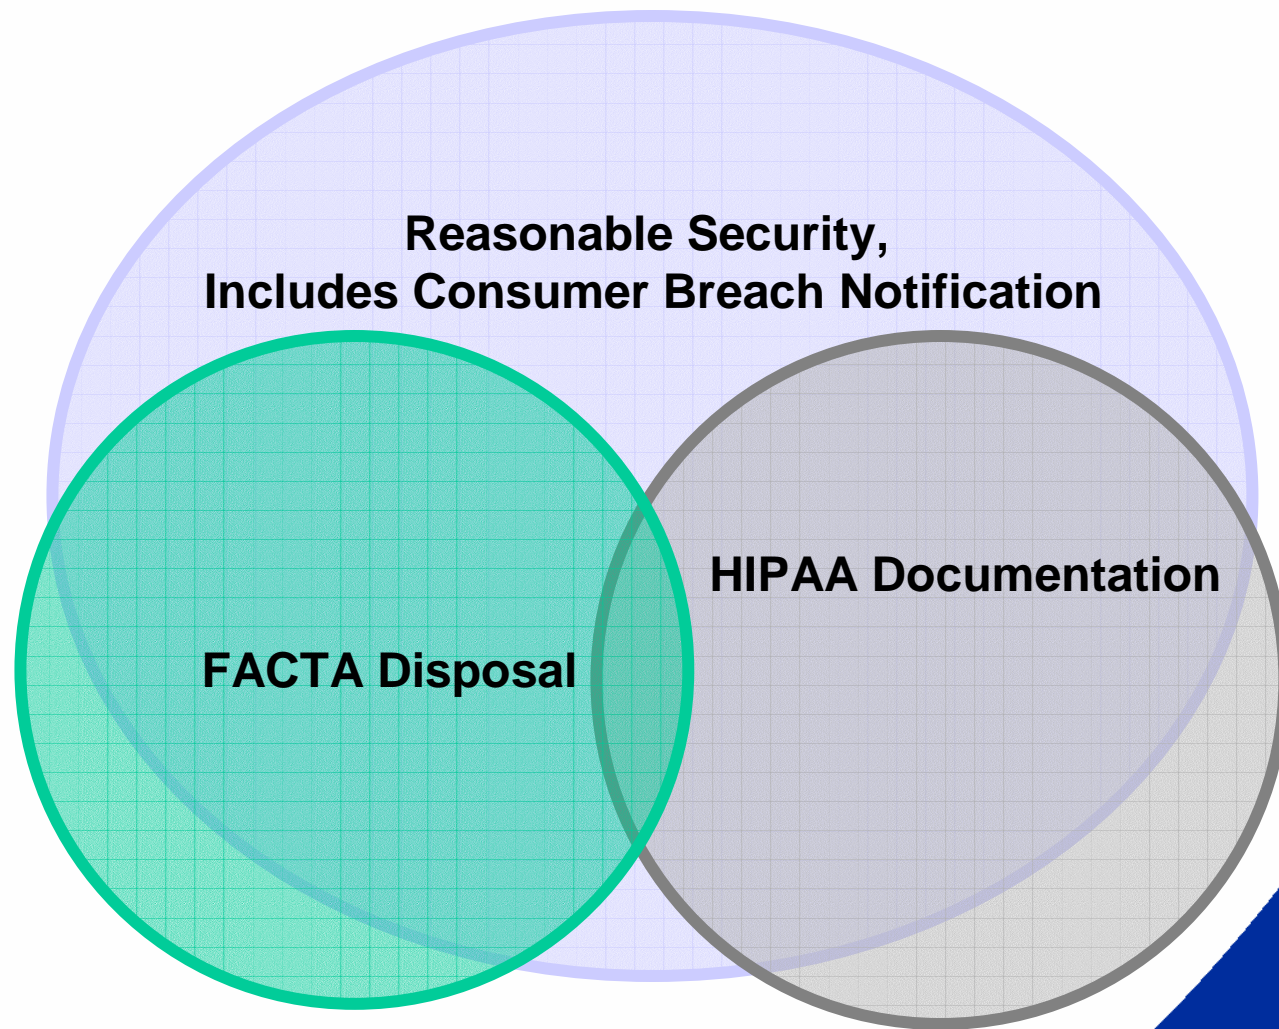 Reasonable Security,
Includes Consumer Breach Notification
HIPAA Documentation
FACTA Disposal